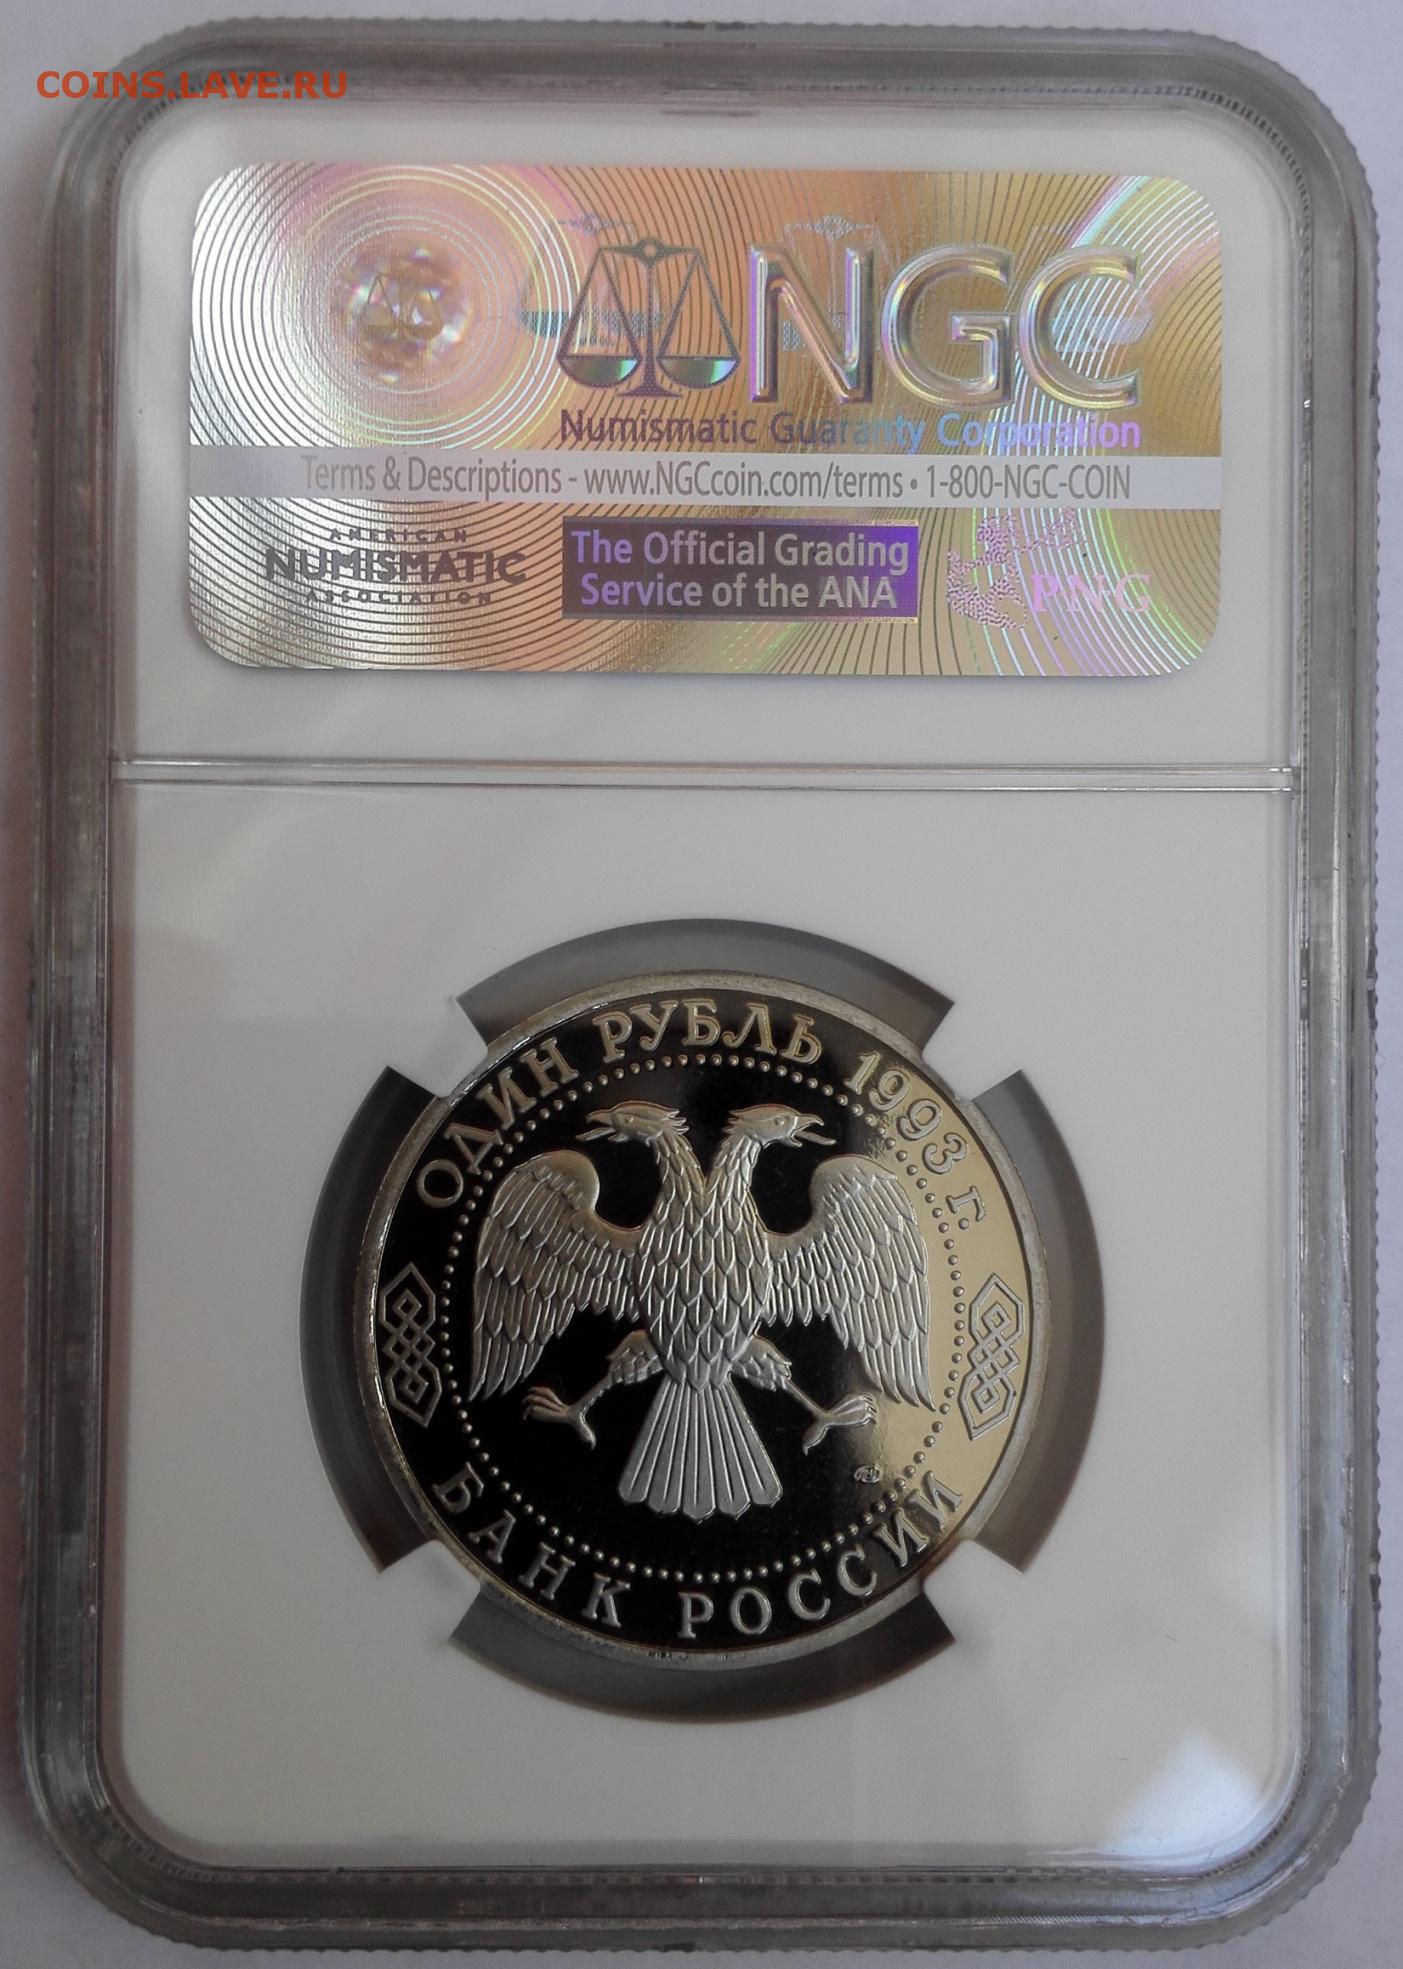 COINS.LAVE.RU
NGC
Numismatic Guaranty Corporation
Terms & Descriptions - www.NGCcoin.com/terms • 1-800-NGC-COIN
AMERICAN
NUMISMATIC
ASSOCIATION
The Official Grading
Service of the ANA
PNG
ОДИН РУБЛЬ 1993 г.
БАНК РОССИИ